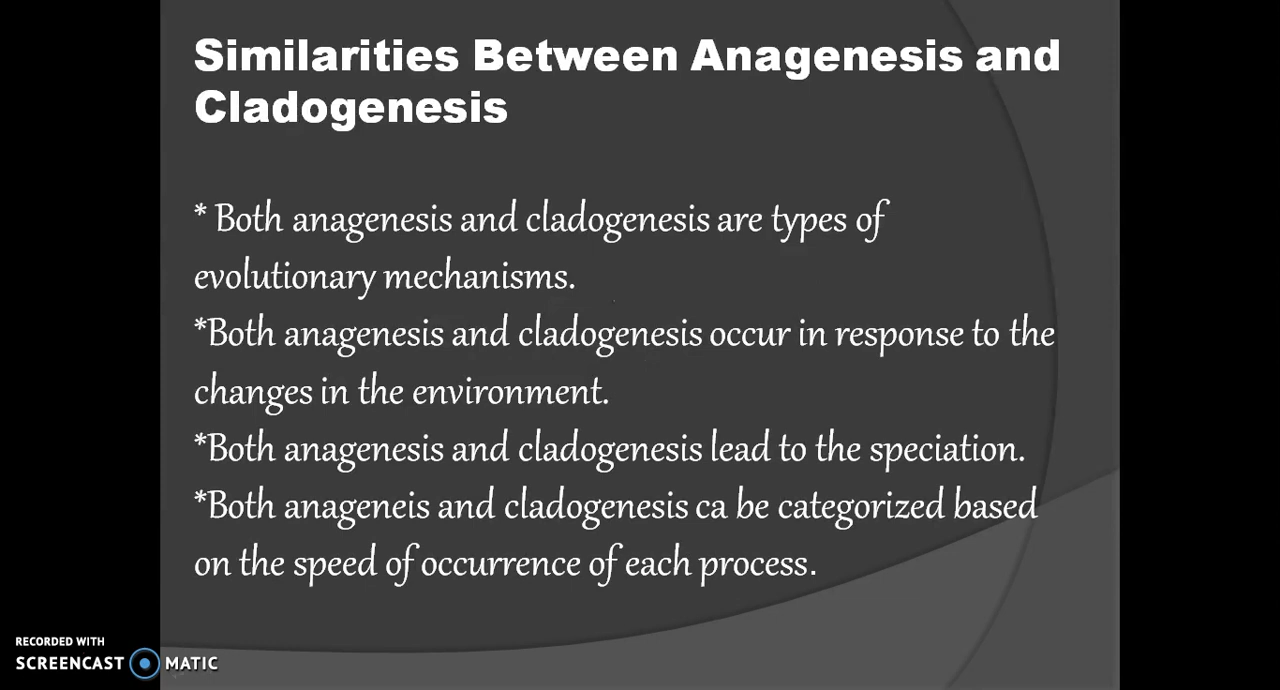 Similarities Between Anagenesis and
Cladogenesis
* Both anagenesis and cladogenesis are types of
evolutionary mechanisms.
*Both anagenesis and cladogenesis occur in response to the
changes in the environment.
*Both anagenesis and cladogenesis lead to the speciation.
*Both anageneis and cladogenesis ca be categorized based
on the speed of occurrence of each process.
RECORDED WITH
SCREENCAST MATIC